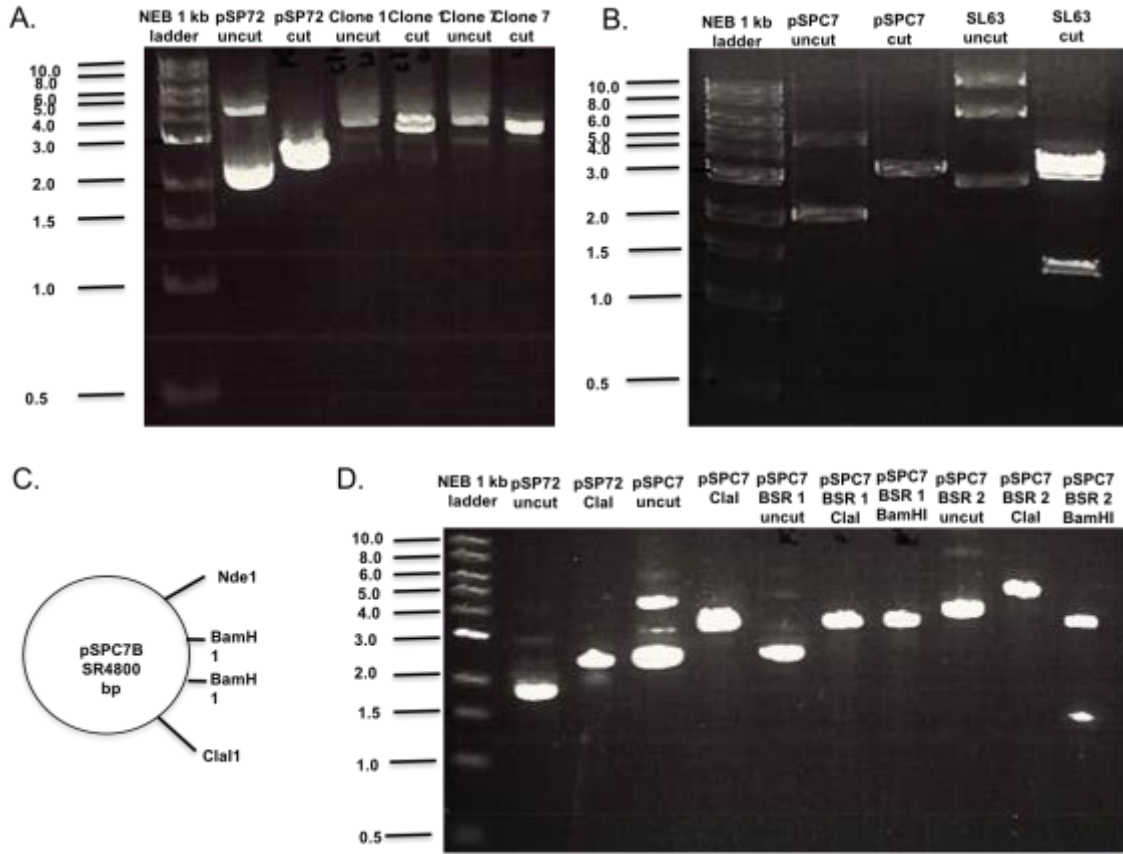 A.
NEB 1 kb pSP72 pSP72 Clone 1 Clone 1 Clone 7 Clone 7
ladder uncut cut uncut cut uncut cut
10.0
8.0
6.0
5.0
4.0
3.0
2.0
1.5
1.0
0.5
B.
NEB 1 kb pSPC7 pSPC7 SL63 SL63
ladder uncut cut uncut cut
10.0
8.0
6.0
5.0
4.0
3.0
2.0
1.5
1.0
0.5
C.
Nde1
BamH
1
BamH
1
Clal1
pSPC7B
SR4800
bp
D.
NEB 1 kb pSP72 pSP72 pSPC7 pSPC7 pSPC7 pSPC7 pSPC7 pSPC7 pSPC7 pSPC7
ladder uncut ClaI uncut ClaI BSR 1 BSR 1 BSR 1 BSR 2 BSR 2 BSR 2
uncut ClaI BamHI uncut ClaI BamHI
10.0
8.0
6.0
5.0
4.0
3.0
2.0
1.5
1.0
0.5